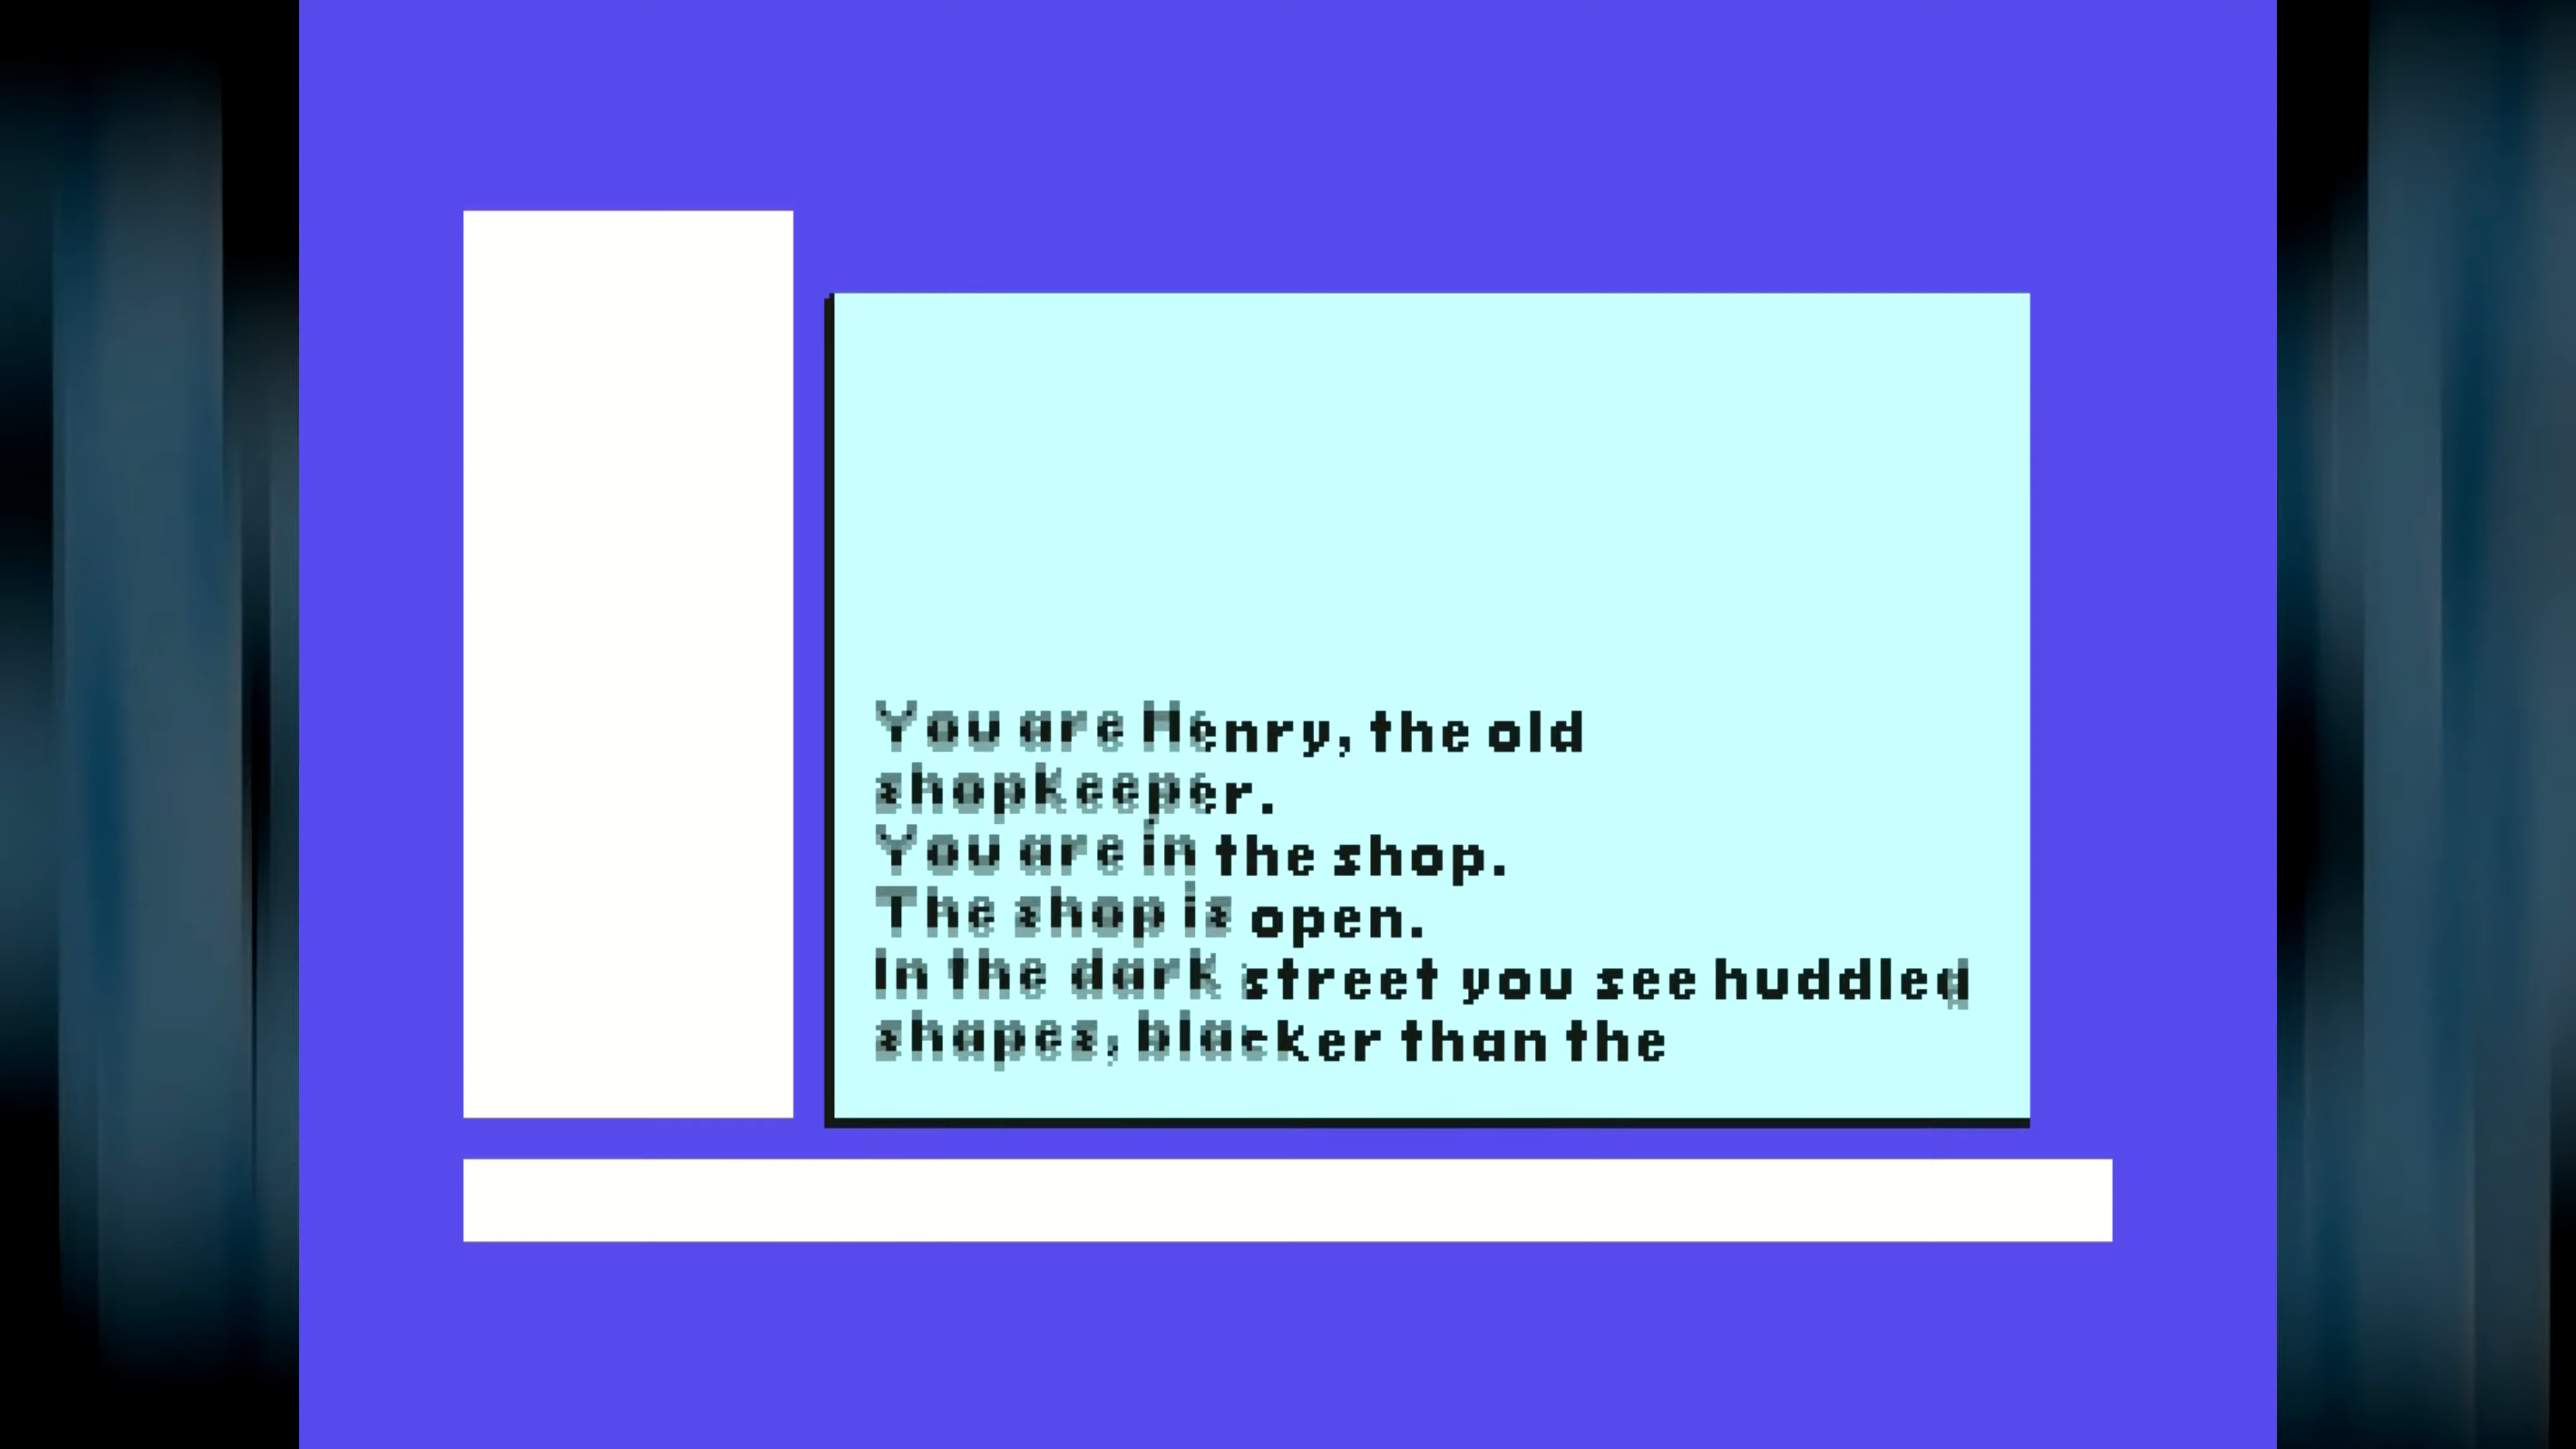 You are Henry, the old
shopkeeper.
You are in the shop.
The shop is open.
In the dark street you see huddled
shapes, blacker than the